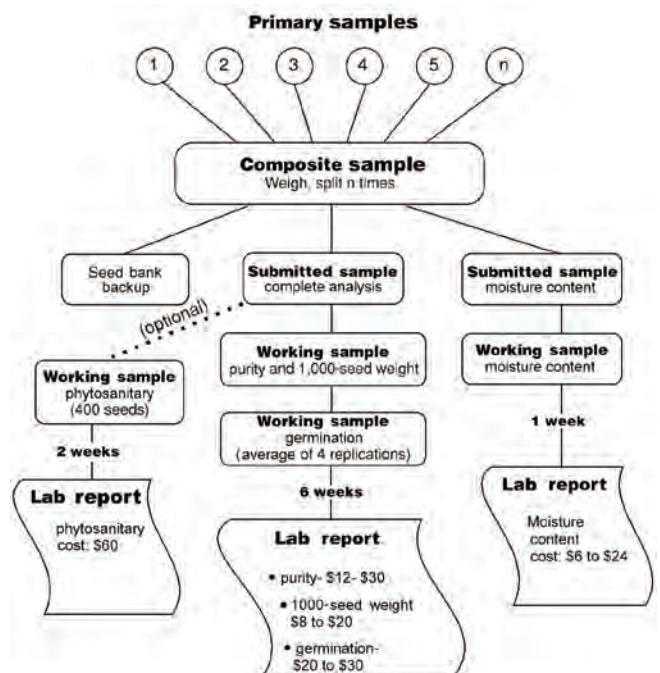 Primary samples
1 2 3 4 5 n
Composite sample
Weigh, split n times
Seed bank
backup
Submitted sample
complete analysis
Submitted sample
moisture content
(optional)
Working sample
phytosanitary
(400 seeds)
Working sample
purity and 1,000-seed weight
Working sample
moisture content
Working sample
germination
(average of 4 replications)
2 weeks
6 weeks
1 week
Lab report
phytosanitary
cost: $60
Lab report
• purity- $12- $30
• 1000-seed weight
$8 to $20
• germination-
$20 to $30
Lab report
Moisture
content
cost: $6 to $24